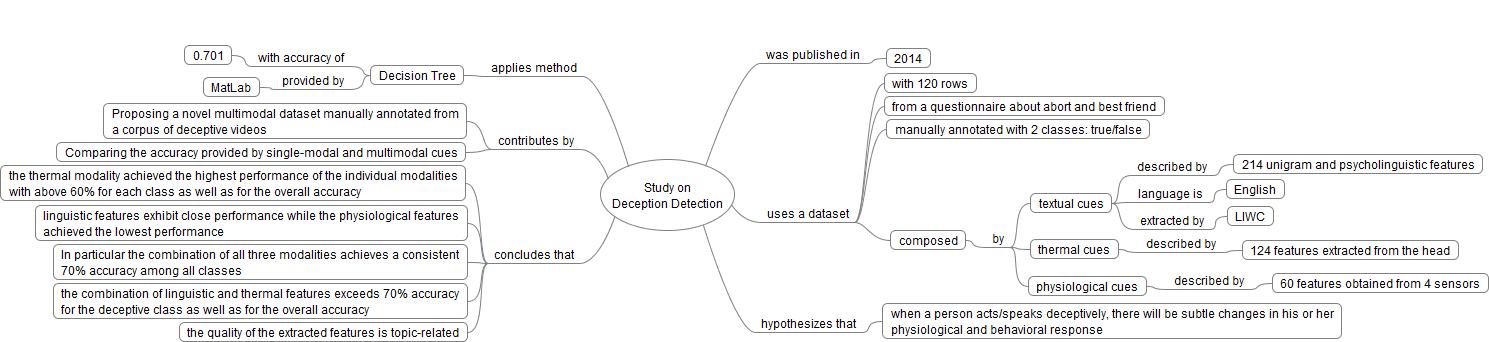 Study on
Deception Detection
applies method
Decision Tree
with accuracy of
0.701
provided by
MatLab
contributes by
Proposing a novel multimodal dataset manually annotated from
a corpus of deceptive videos
Comparing the accuracy provided by single-modal and multimodal cues
concludes that
the thermal modality achieved the highest performance of the individual modalities
with above 60% for each class as well as for the overall accuracy
linguistic features exhibit close performance while the physiological features
achieved the lowest performance
In particular the combination of all three modalities achieves a consistent
70% accuracy among all classes
the combination of linguistic and thermal features exceeds 70% accuracy
for the deceptive class as well as for the overall accuracy
the quality of the extracted features is topic-related
was published in
2014
uses a dataset
with 120 rows
from a questionnaire about abort and best friend
manually annotated with 2 classes: true/false
composed
by
textual cues
described by
214 unigram and psycholinguistic features
language is
English
extracted by
LIWC
thermal cues
described by
124 features extracted from the head
physiological cues
described by
60 features obtained from 4 sensors
hypothesizes that
when a person acts/speaks deceptively, there will be subtle changes in his or her
physiological and behavioral response